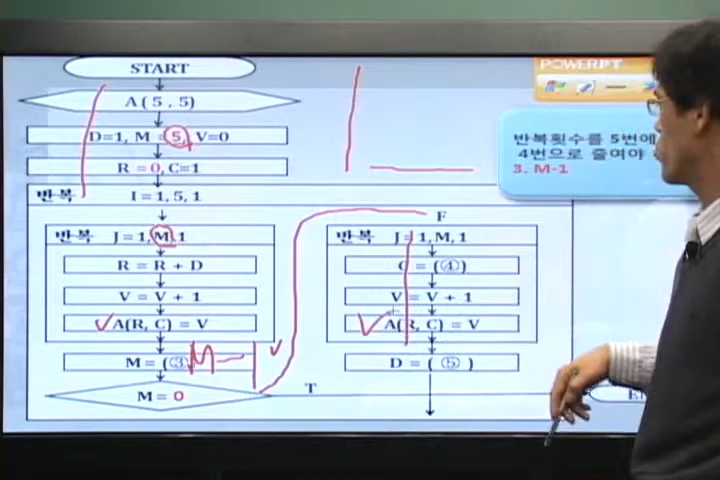 START
A ( 5 , 5 )
D=1, M = 5, V=0
R = 0, C=1
반복 I = 1, 5, 1
반복 J = 1, M, 1
R = R + D
V = V + 1
A(R, C) = V
M = ( ③ M-1
M = 0
T
F
반복 J = 1, M, 1
C = ( ④ )
V = V + 1
A(R, C) = V
D = ( ⑤ )
POWERPT
반복횟수를 5번에
4번으로 줄여야
3. M-1